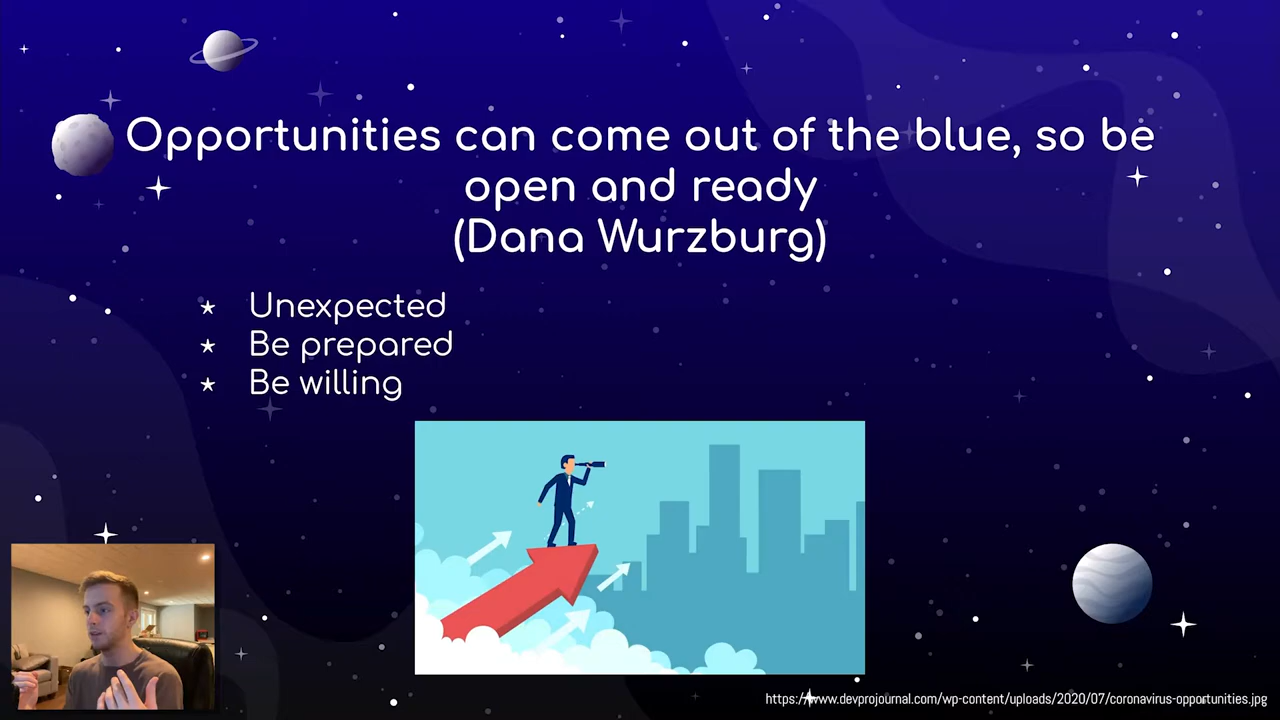 Opportunities can come out of the blue, so be
open and ready
(Dana Wurzburg)
★ Unexpected
★ Be prepared
★ Be willing
https://www.devprojournal.com/wp-content/uploads/2020/07/coronavirus-opportunities.jpg